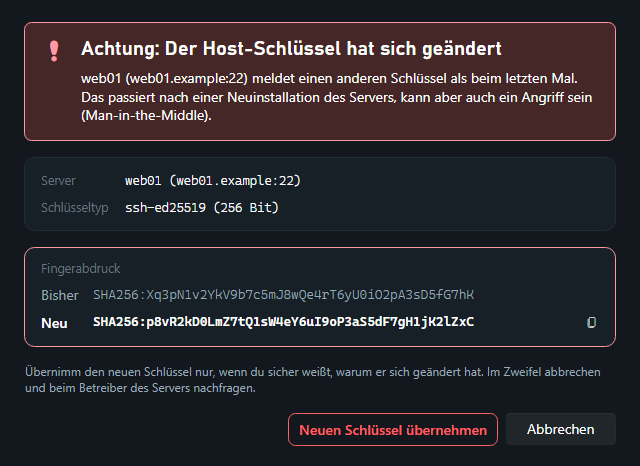 Achtung: Der Host-Schlüssel hat sich geändert
web01 (web01.example:22) meldet einen anderen Schlüssel als beim letzten Mal.
Das passiert nach einer Neuinstallation des Servers, kann aber auch ein Angriff sein
(Man-in-the-Middle).
Server web01 (web01.example:22)
Schlüsseltyp ssh-ed25519 (256 Bit)
Fingerabdruck
Bisher SHA256:Xq3pN1v2YkV9b7c5mJ8wQe4rT6yU0iO2pA3sD5fG7hK
Neu SHA256:p8vR2kD0LmZ7tQ1sW4eY6uI9oP3aS5dF7gH1jK2lZxC
Übernimm den neuen Schlüssel nur, wenn du sicher weißt, warum er sich geändert hat. Im Zweifel abbrechen
und beim Betreiber des Servers nachfragen.
Neuen Schlüssel übernehmen Abbrechen